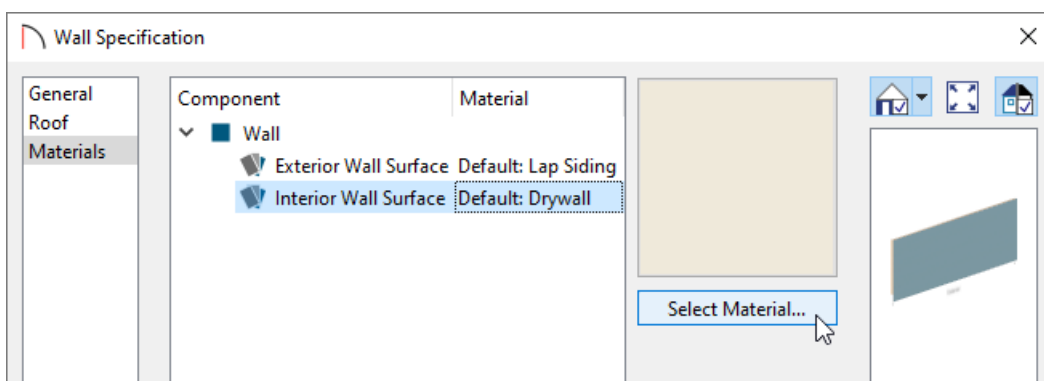 Wall Specification
General
Roof
Materials
Component Material
Wall
Exterior Wall Surface Default: Lap Siding
Interior Wall Surface Default: Drywall
Select Material...